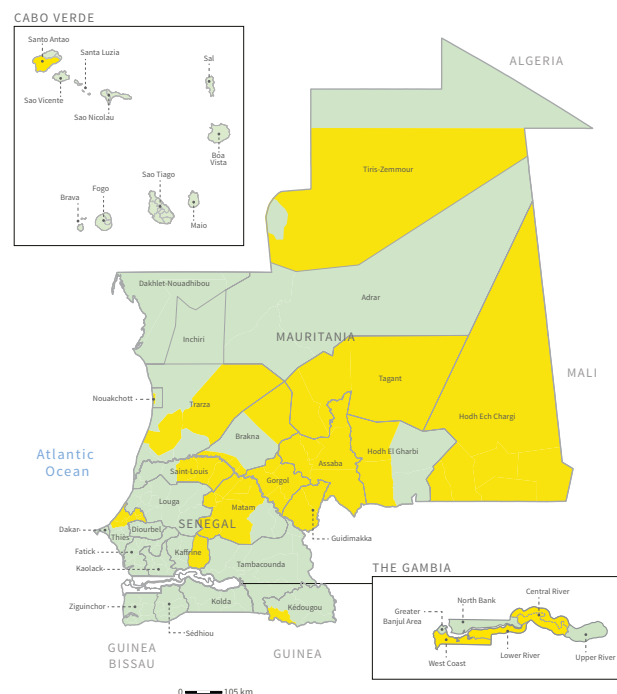 CABO VERDE
Santo Antao
Santa Luzia
Sal
Sao Vicente
Sao Nicolau
Boa
Vista
Sao Tiago
Fogo
Brava
Maio
ALGERIA
Tiris-Zemmour
Dakhlet-Nouadhibou
Adrar
Inchiri
MAURITANIA
MALI
Tagant
Nouakchott
Trarza
Hodh Ech Chargi
Brakna
Hodh El Gharbi
Atlantic
Ocean
Assaba
Saint-Louis
Gorgol
Louga
Matam
SENEGAL
Dakar
Diourbel
Thiès
Guidimakka
Fatick
Kaffrine
Kaolack
Tambacounda
THE GAMBIA
Ziguinchor
Kolda
Kédougou
Sédhiou
GUINEA
BISSAU
GUINEA
Central River
North Bank
Greater
Banjul Area
West Coast
Lower River
Upper River
0 105 km